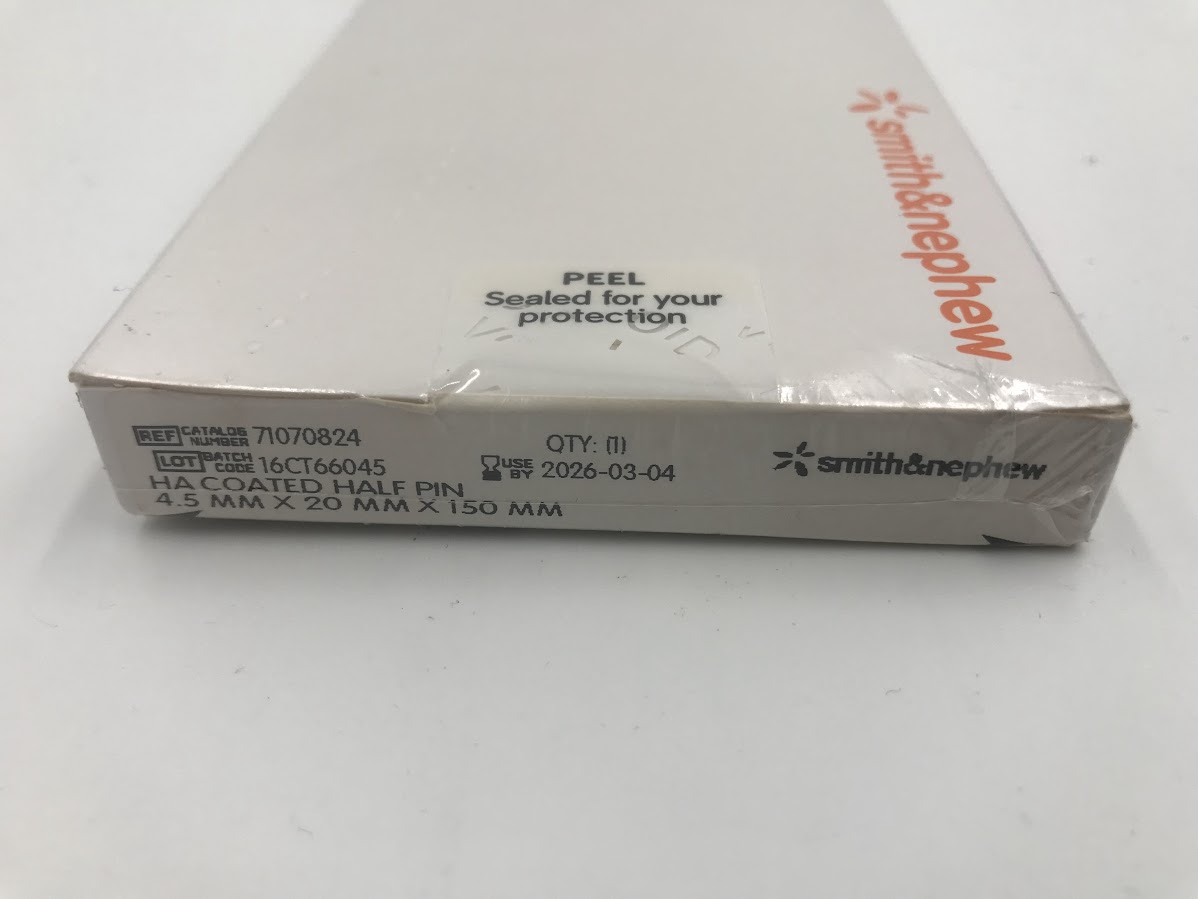 smith&nephew
PEEL
Sealed for your
protection
REF CATALOG NUMBER 71070824
LOT BATCH CODE 16CT66045
HA COATED HALF PIN
4.5 MM X 20 MM X 150 MM
QTY: (1)
USE BY 2026-03-04
smith&nephew